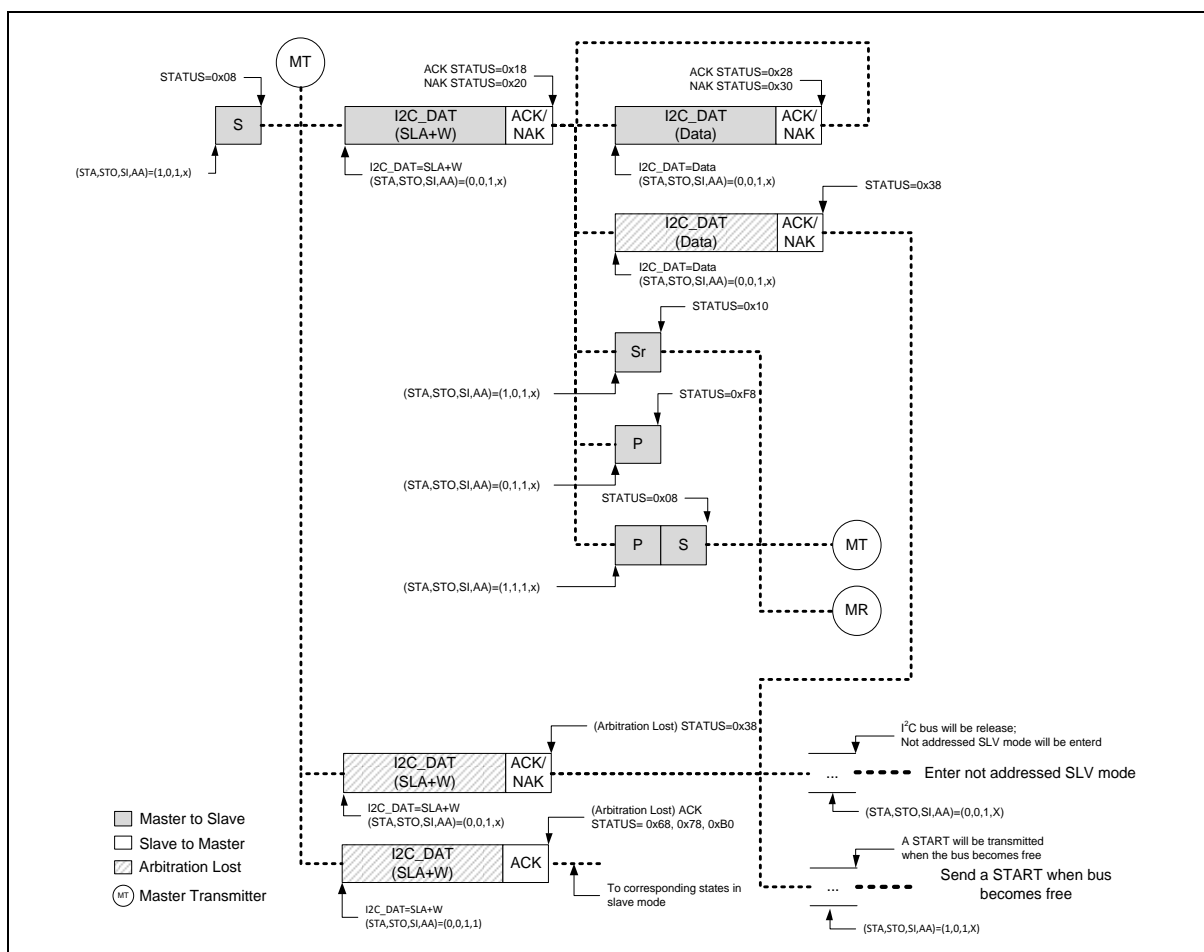 MT
STATUS=0x08
S
(STA,STO,SI,AA)=(1,0,1,x)
ACK STATUS=0x18
NAK STATUS=0x20
I2C_DAT
(SLA+W)
ACK/
NAK
I2C_DAT=SLA+W
(STA,STO,SI,AA)=(0,0,1,x)
ACK STATUS=0x28
NAK STATUS=0x30
I2C_DAT
(Data)
ACK/
NAK
I2C_DAT=Data
(STA,STO,SI,AA)=(0,0,1,x)
STATUS=0x38
I2C_DAT
(Data)
ACK/
NAK
I2C_DAT=Data
(STA,STO,SI,AA)=(0,0,1,x)
STATUS=0x10
Sr
(STA,STO,SI,AA)=(1,0,1,x)
STATUS=0xF8
P
(STA,STO,SI,AA)=(0,1,1,x)
STATUS=0x08
P S
MT
(STA,STO,SI,AA)=(1,1,1,x)
MR
(Arbitration Lost) STATUS=0x38
I2C_DAT
(SLA+W)
ACK/
NAK
I2C_DAT=SLA+W
(STA,STO,SI,AA)=(0,0,1,x)
I²C bus will be release;
Not addressed SLV mode will be enterd
... Enter not addressed SLV mode
(STA,STO,SI,AA)=(0,0,1,X)
(Arbitration Lost) ACK
STATUS= 0x68, 0x78, 0xB0
I2C_DAT
(SLA+W)
ACK
I2C_DAT=SLA+W
(STA,STO,SI,AA)=(0,0,1,1)
To corresponding states in
slave mode
A START will be transmitted
when the bus becomes free
... Send a START when bus
becomes free
(STA,STO,SI,AA)=(1,0,1,X)
Master to Slave
Slave to Master
Arbitration Lost
MT Master Transmitter